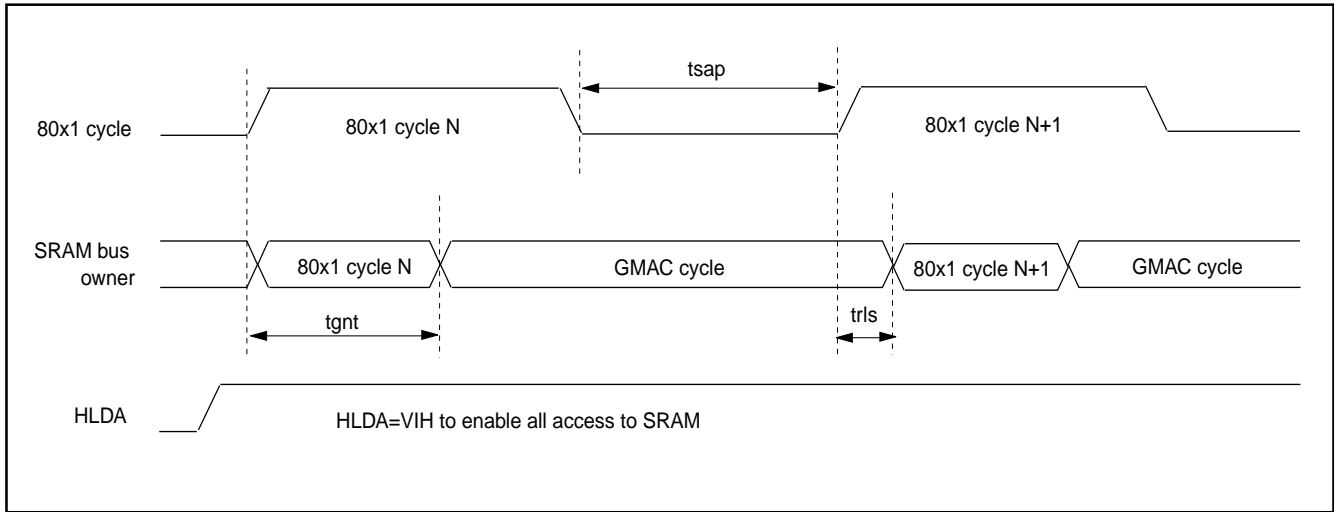 tsap
80x1 cycle
80x1 cycle N
80x1 cycle N+1
SRAM bus
owner
80x1 cycle N
GMAC cycle
80x1 cycle N+1
GMAC cycle
tgnt
trls
HLDA
HLDA=VIH to enable all access to SRAM